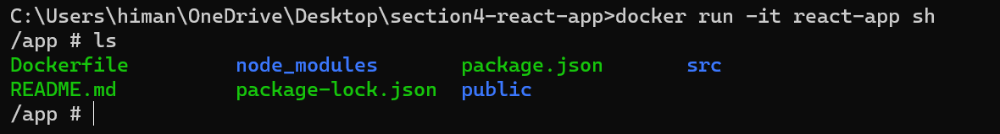 C:\Users\himan\OneDrive\Desktop\section4-react-app>docker run -it react-app sh
/app # ls
Dockerfile node_modules package.json src
README.md package-lock.json public
/app #